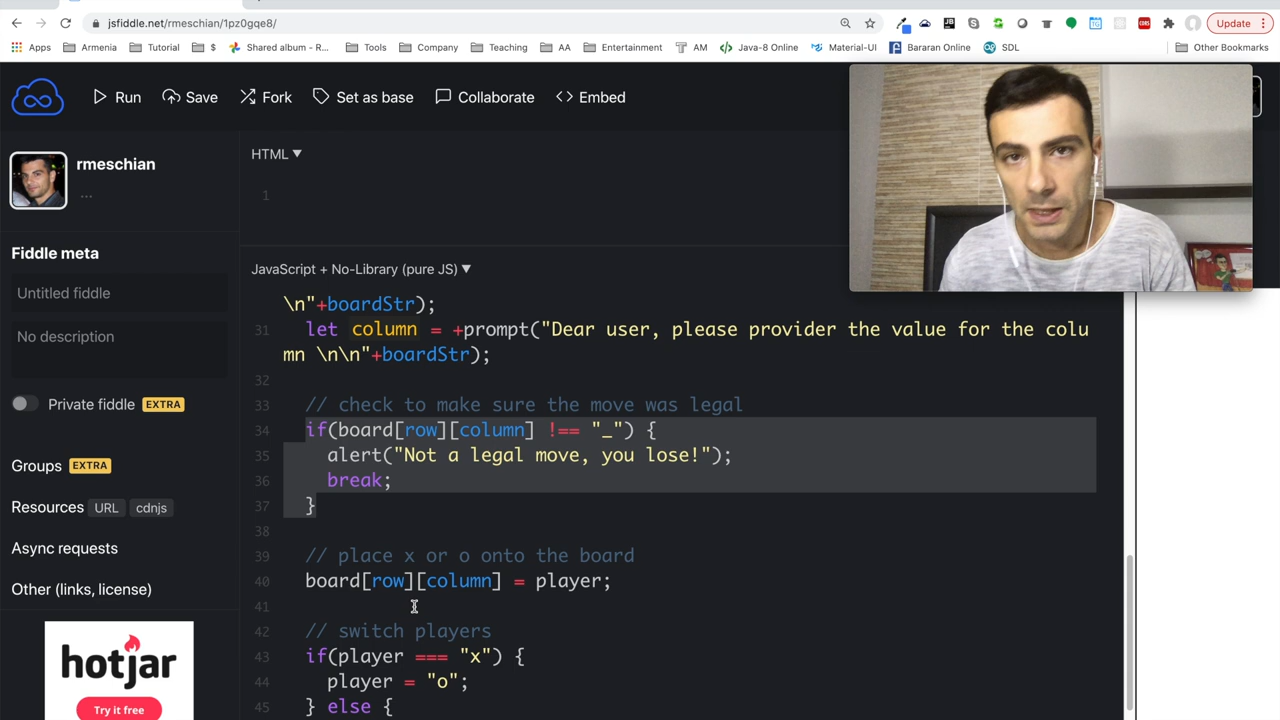 jsfiddle.net/rmeschian/1pz0gqe8/
Update
Apps
Armenia
Tutorial
$
Shared album - R...
Tools
Company
Teaching
AA
Entertainment
AM
Java-8 Online
Material-UI
Bararan Online
SDL
Other Bookmarks
Run
Save
Fork
Set as base
Collaborate
Embed
rmeschian
...
Fiddle meta
Untitled fiddle
No description
Private fiddle EXTRA
Groups EXTRA
Resources URL cdnjs
Async requests
Other (links, license)
hotjar
Try it free
HTML ▼
1
JavaScript + No-Library (pure JS) ▼
\n"+boardStr);
31 let column = +prompt("Dear user, please provider the value for the colu
mn \n\n"+boardStr);
32
33 // check to make sure the move was legal
34 if(board[row][column] !== "_") {
35 alert("Not a legal move, you lose!");
36 break;
37 }
38
39 // place x or o onto the board
40 board[row][column] = player;
41
42 // switch players
43 if(player === "x") {
44 player = "o";
45 } else {